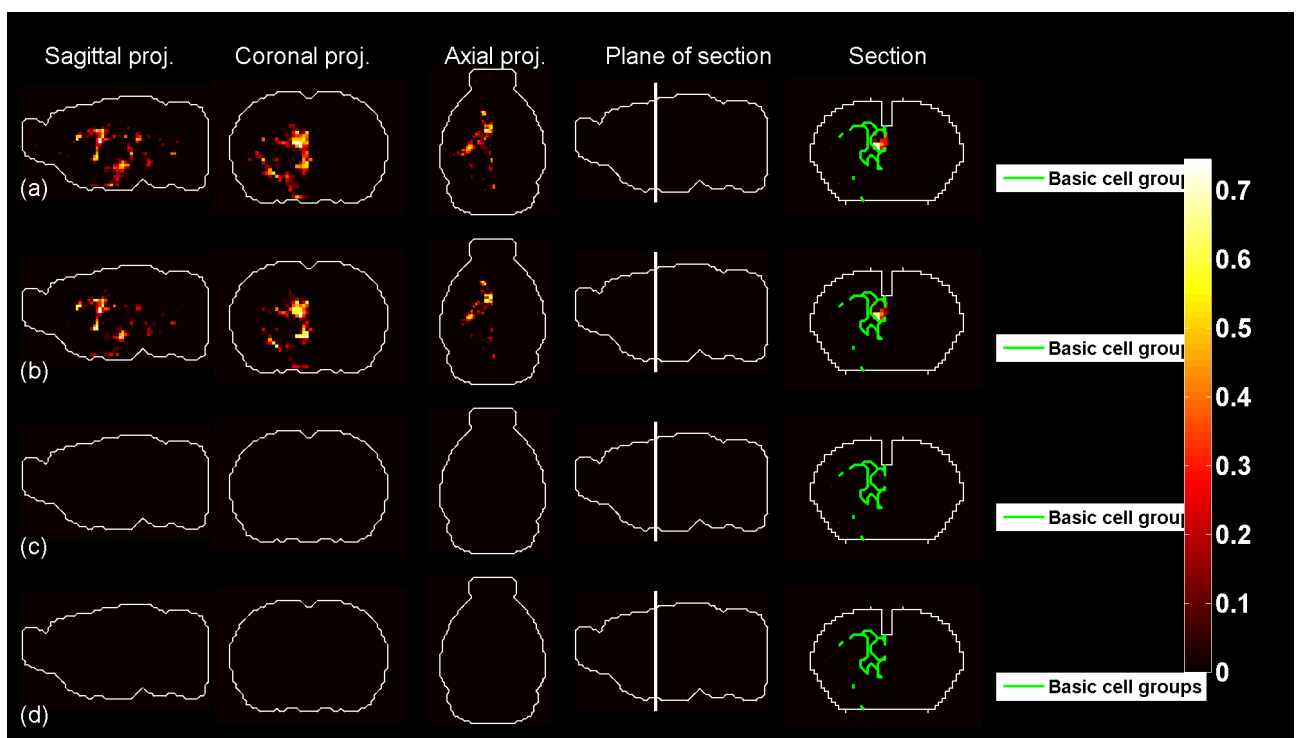 Sagittal proj. Coronal proj. Axial proj. Plane of section Section
(a)
Basic cell group
(b)
Basic cell group
(c)
Basic cell group
(d)
Basic cell groups
0.7
0.6
0.5
0.4
0.3
0.2
0.1
0